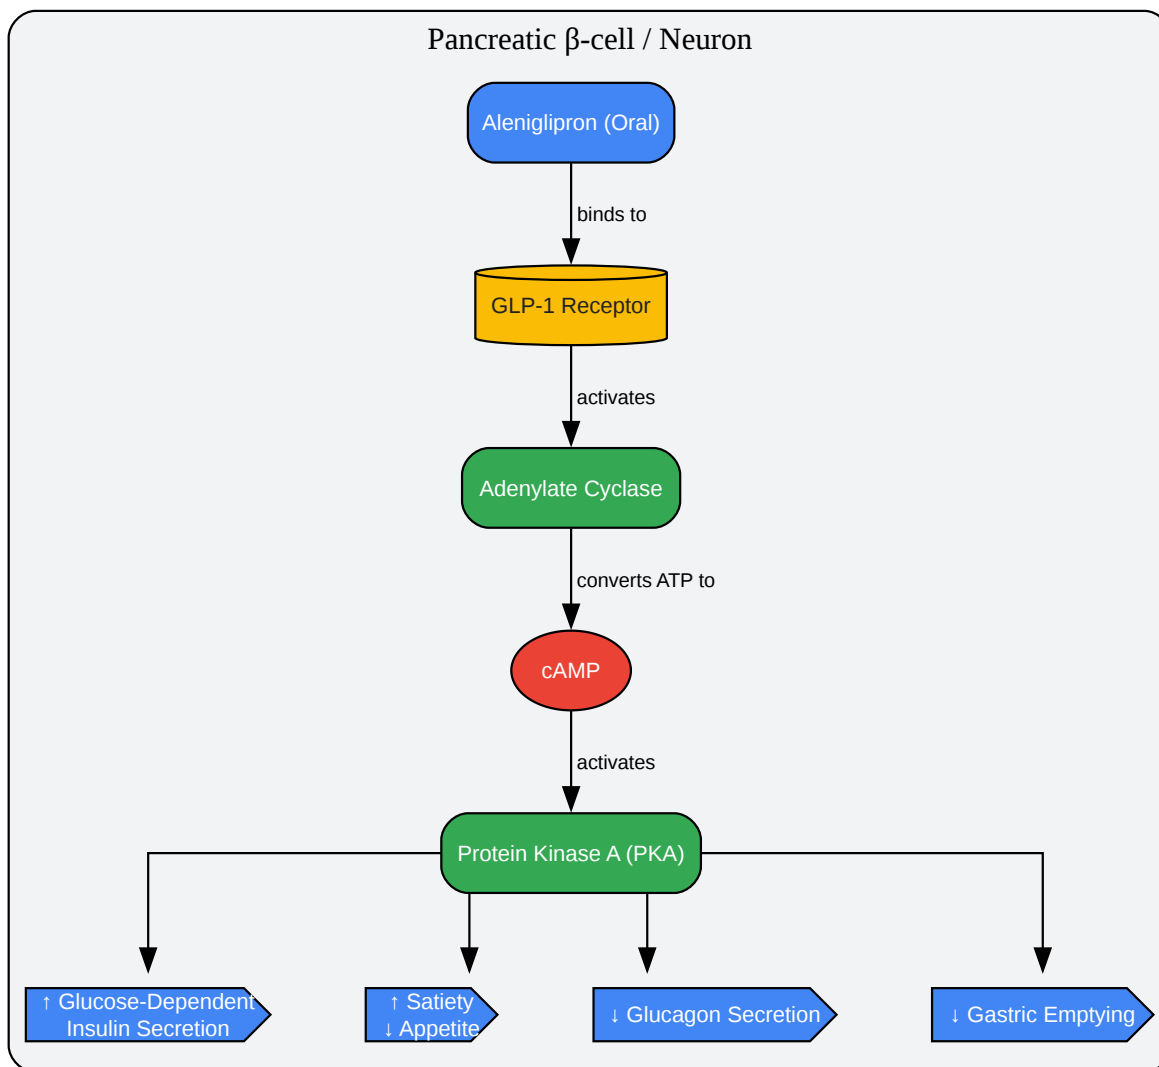 Pancreatic β-cell / Neuron
Aleniglipron (Oral)
binds to
GLP-1 Receptor
activates
Adenylate Cyclase
converts ATP to
cAMP
activates
Protein Kinase A (PKA)
↑ Glucose-Dependent
Insulin Secretion
↑ Satiety
↓ Appetite
↓ Glucagon Secretion
↓ Gastric Emptying